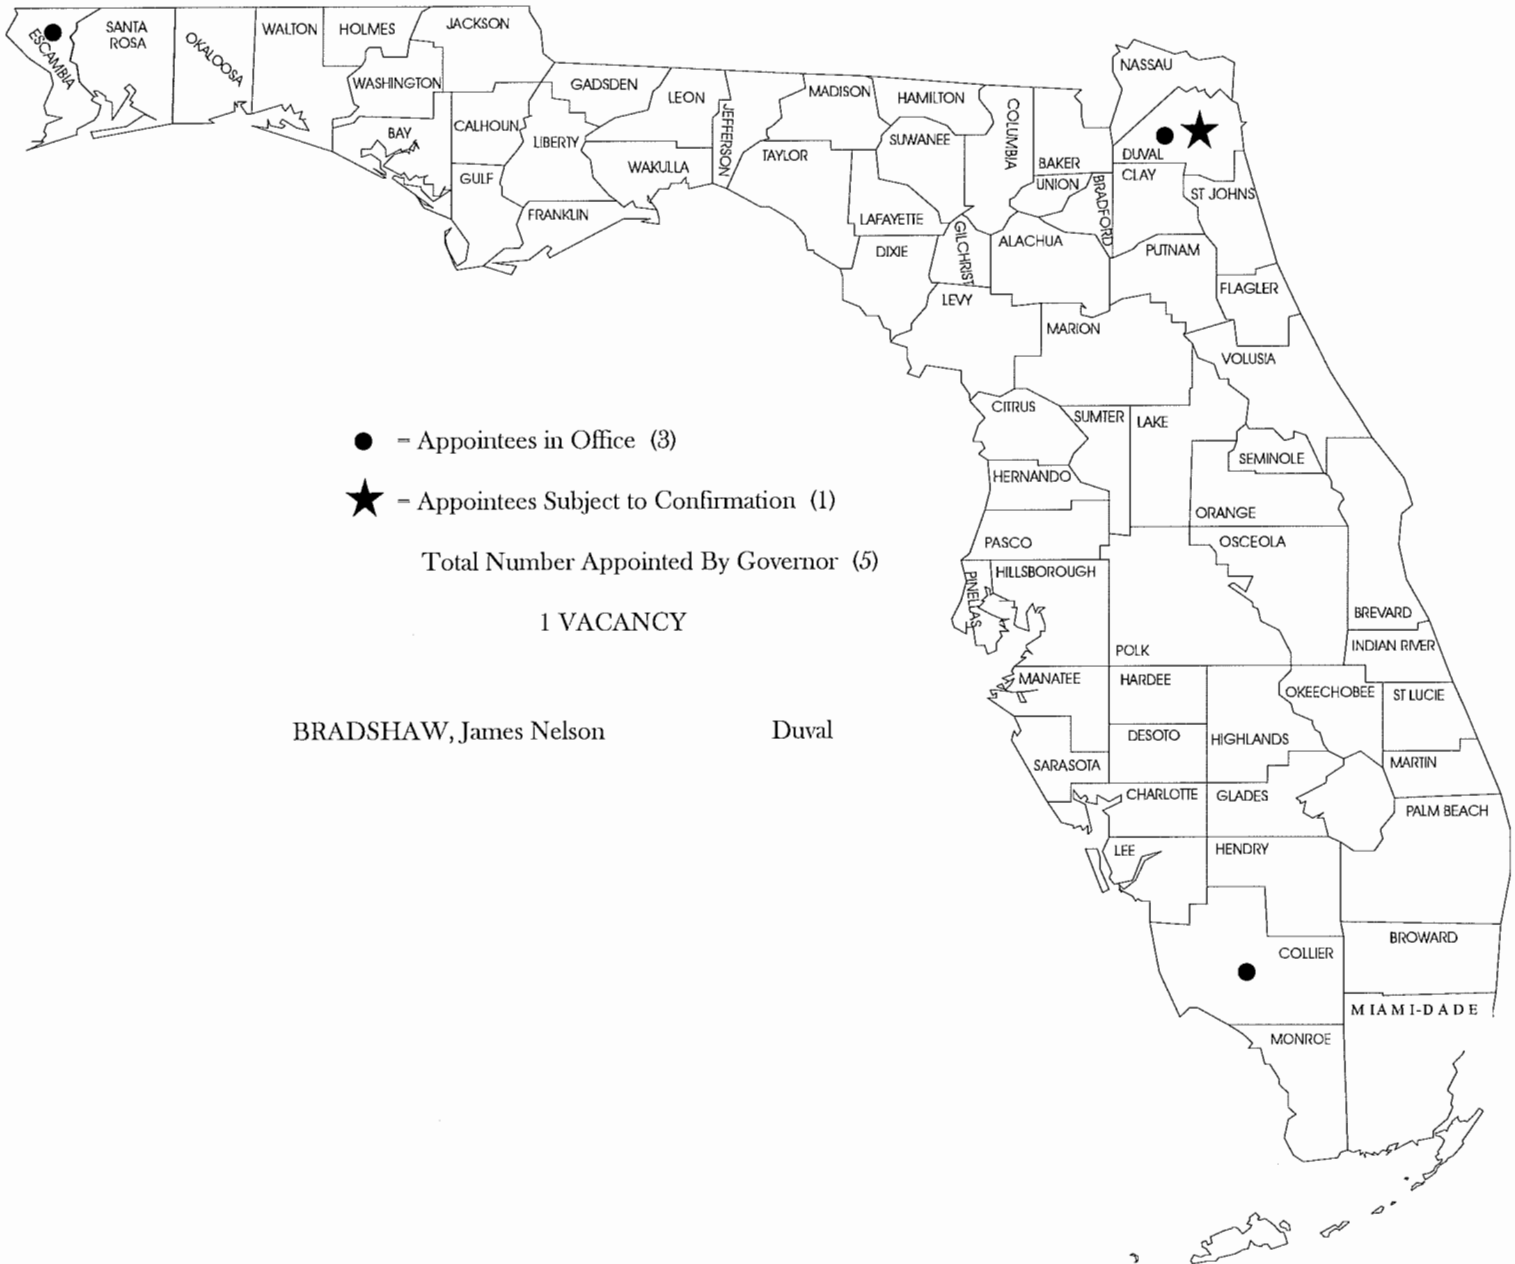 ESCAMBIA
SANTA
ROSA
OKALOOSA
WALTON
HOLMES
JACKSON
WASHINGTON
BAY
CALHOUN
GULF
LIBERTY
GADSDEN
FRANKLIN
LEON
WAKULLA
JEFFERSON
MADISON
TAYLOR
HAMILTON
SUWANEE
LAFAYETTE
DIXIE
COLUMBIA
GILCHRIST
BAKER
UNION
BRADFORD
ALACHUA
LEVY
NASSAU
DUVAL
CLAY
ST JOHNS
PUTNAM
FLAGLER
MARION
VOLUSIA
CITRUS
SUMTER
LAKE
SEMINOLE
HERNANDO
ORANGE
PASCO
OSCEOLA
PINELLAS
HILLSBOROUGH
POLK
BREVARD
INDIAN RIVER
MANATEE
HARDEE
OKEECHOBEE
ST LUCIE
DESOTO
HIGHLANDS
SARASOTA
MARTIN
CHARLOTTE
GLADES
PALM BEACH
LEE
HENDRY
COLLIER
BROWARD
MIAMI-DADE
MONROE
● = Appointees in Office (3)
★ = Appointees Subject to Confirmation (1)
Total Number Appointed By Governor (5)
1 VACANCY
BRADSHAW, James Nelson Duval